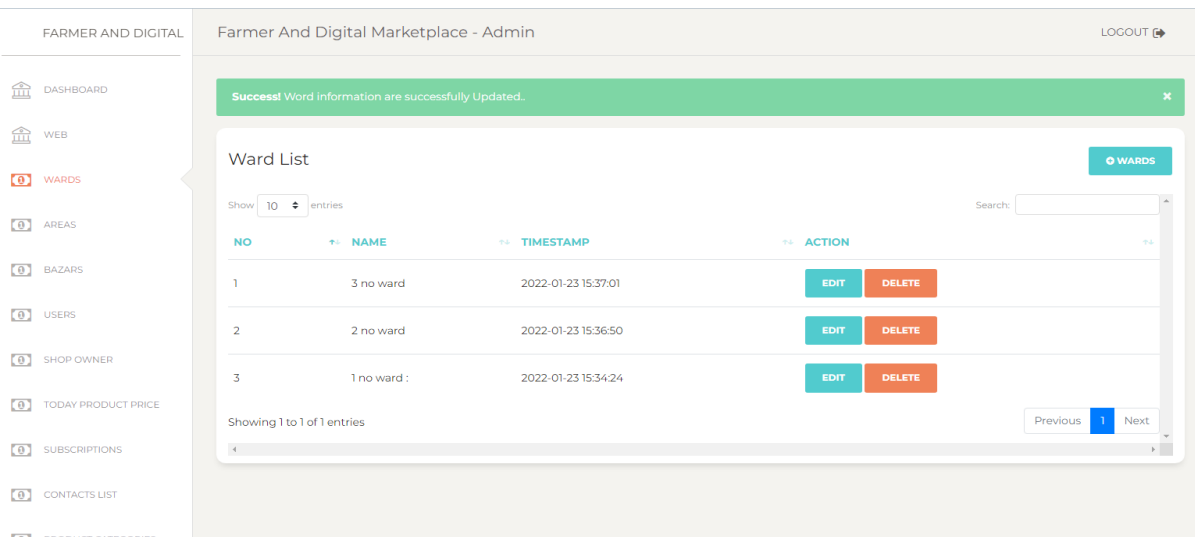 FARMER AND DIGITAL
Farmer And Digital Marketplace - Admin
LOGOUT
DASHBOARD
WEB
WARDS
AREAS
BAZARS
USERS
SHOP OWNER
TODAY PRODUCT PRICE
SUBSCRIPTIONS
CONTACTS LIST
Success! Word information are successfully Updated..
×
Ward List
WARDS
Show 10 entries
Search:
NO NAME TIMESTAMP ACTION
1 3 no ward 2022-01-23 15:37:01 EDIT DELETE
2 2 no ward 2022-01-23 15:36:50 EDIT DELETE
3 1 no ward : 2022-01-23 15:34:24 EDIT DELETE
Showing 1 to 1 of 1 entries
Previous 1 Next